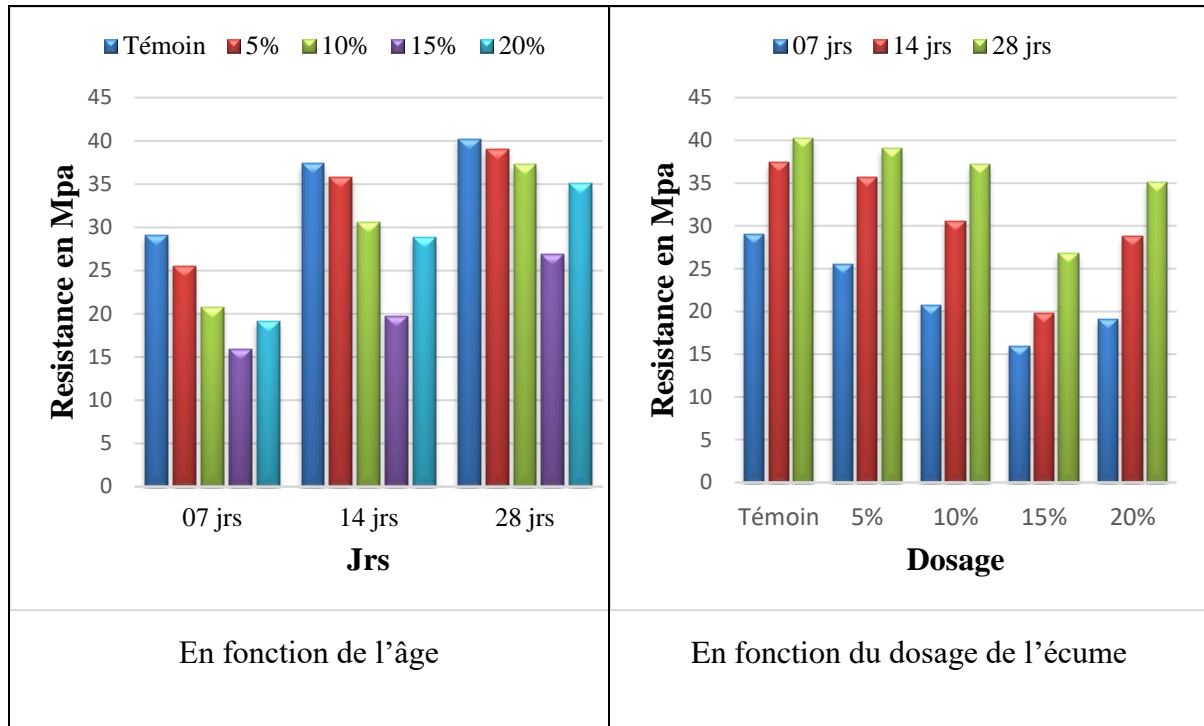 Témoin 5% 10% 15% 20%
Resistance en Mpa
45
40
35
30
25
20
15
10
5
0
07 jrs 14 jrs 28 jrs
Jrs
En fonction de l’âge
07 jrs 14 jrs 28 jrs
Resistance en Mpa
45
40
35
30
25
20
15
10
5
0
Témoin 5% 10% 15% 20%
Dosage
En fonction du dosage de l’écume